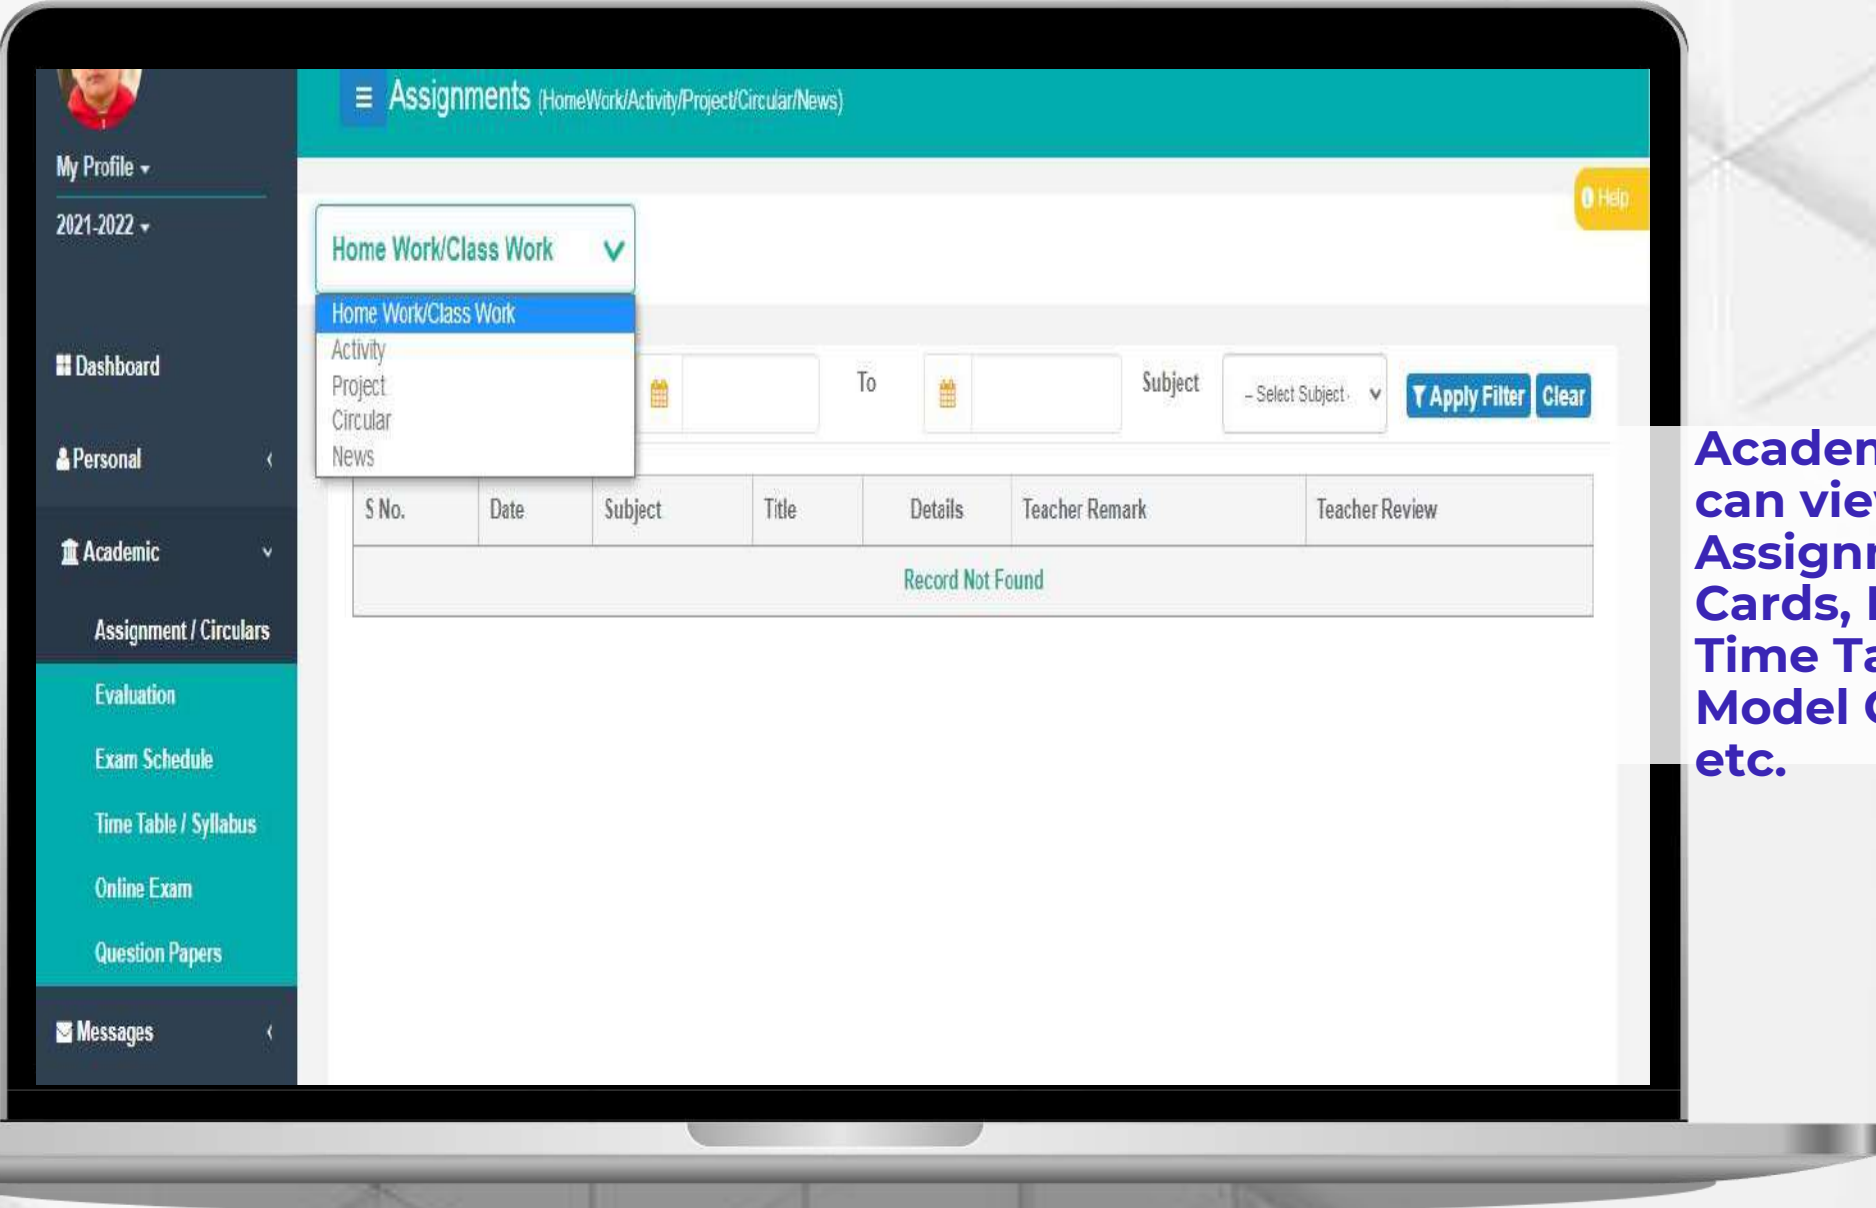 My Profile
2021-2022
Dashboard
Personal
Academic
Assignment / Circulars
Evaluation
Exam Schedule
Time Table / Syllabus
Online Exam
Question Papers
Messages
Assignments (HomeWork/Activity/Project/Circular/News)
Help
Home Work/Class Work
Home Work/Class Work
Activity
Project
Circular
News
To Subject -- Select Subject - Apply Filter Clear
S No. Date Subject Title Details Teacher Remark Teacher Review
Record Not Found
can
Cards,
Time
Model
etc.